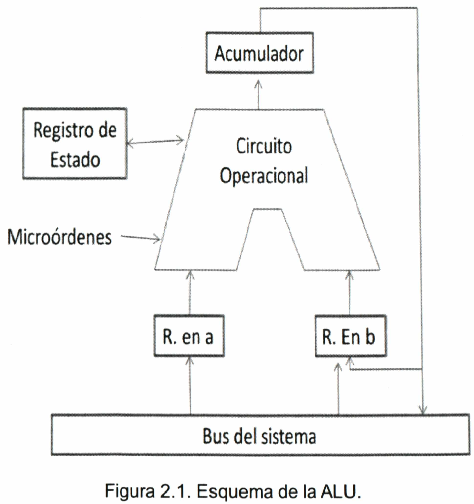 Acumulador
Registro de
Estado
Circuito
Operacional
Microórdenes
R. en a
R. En b
Bus del sistema
Figura 2.1. Esquema de la ALU.